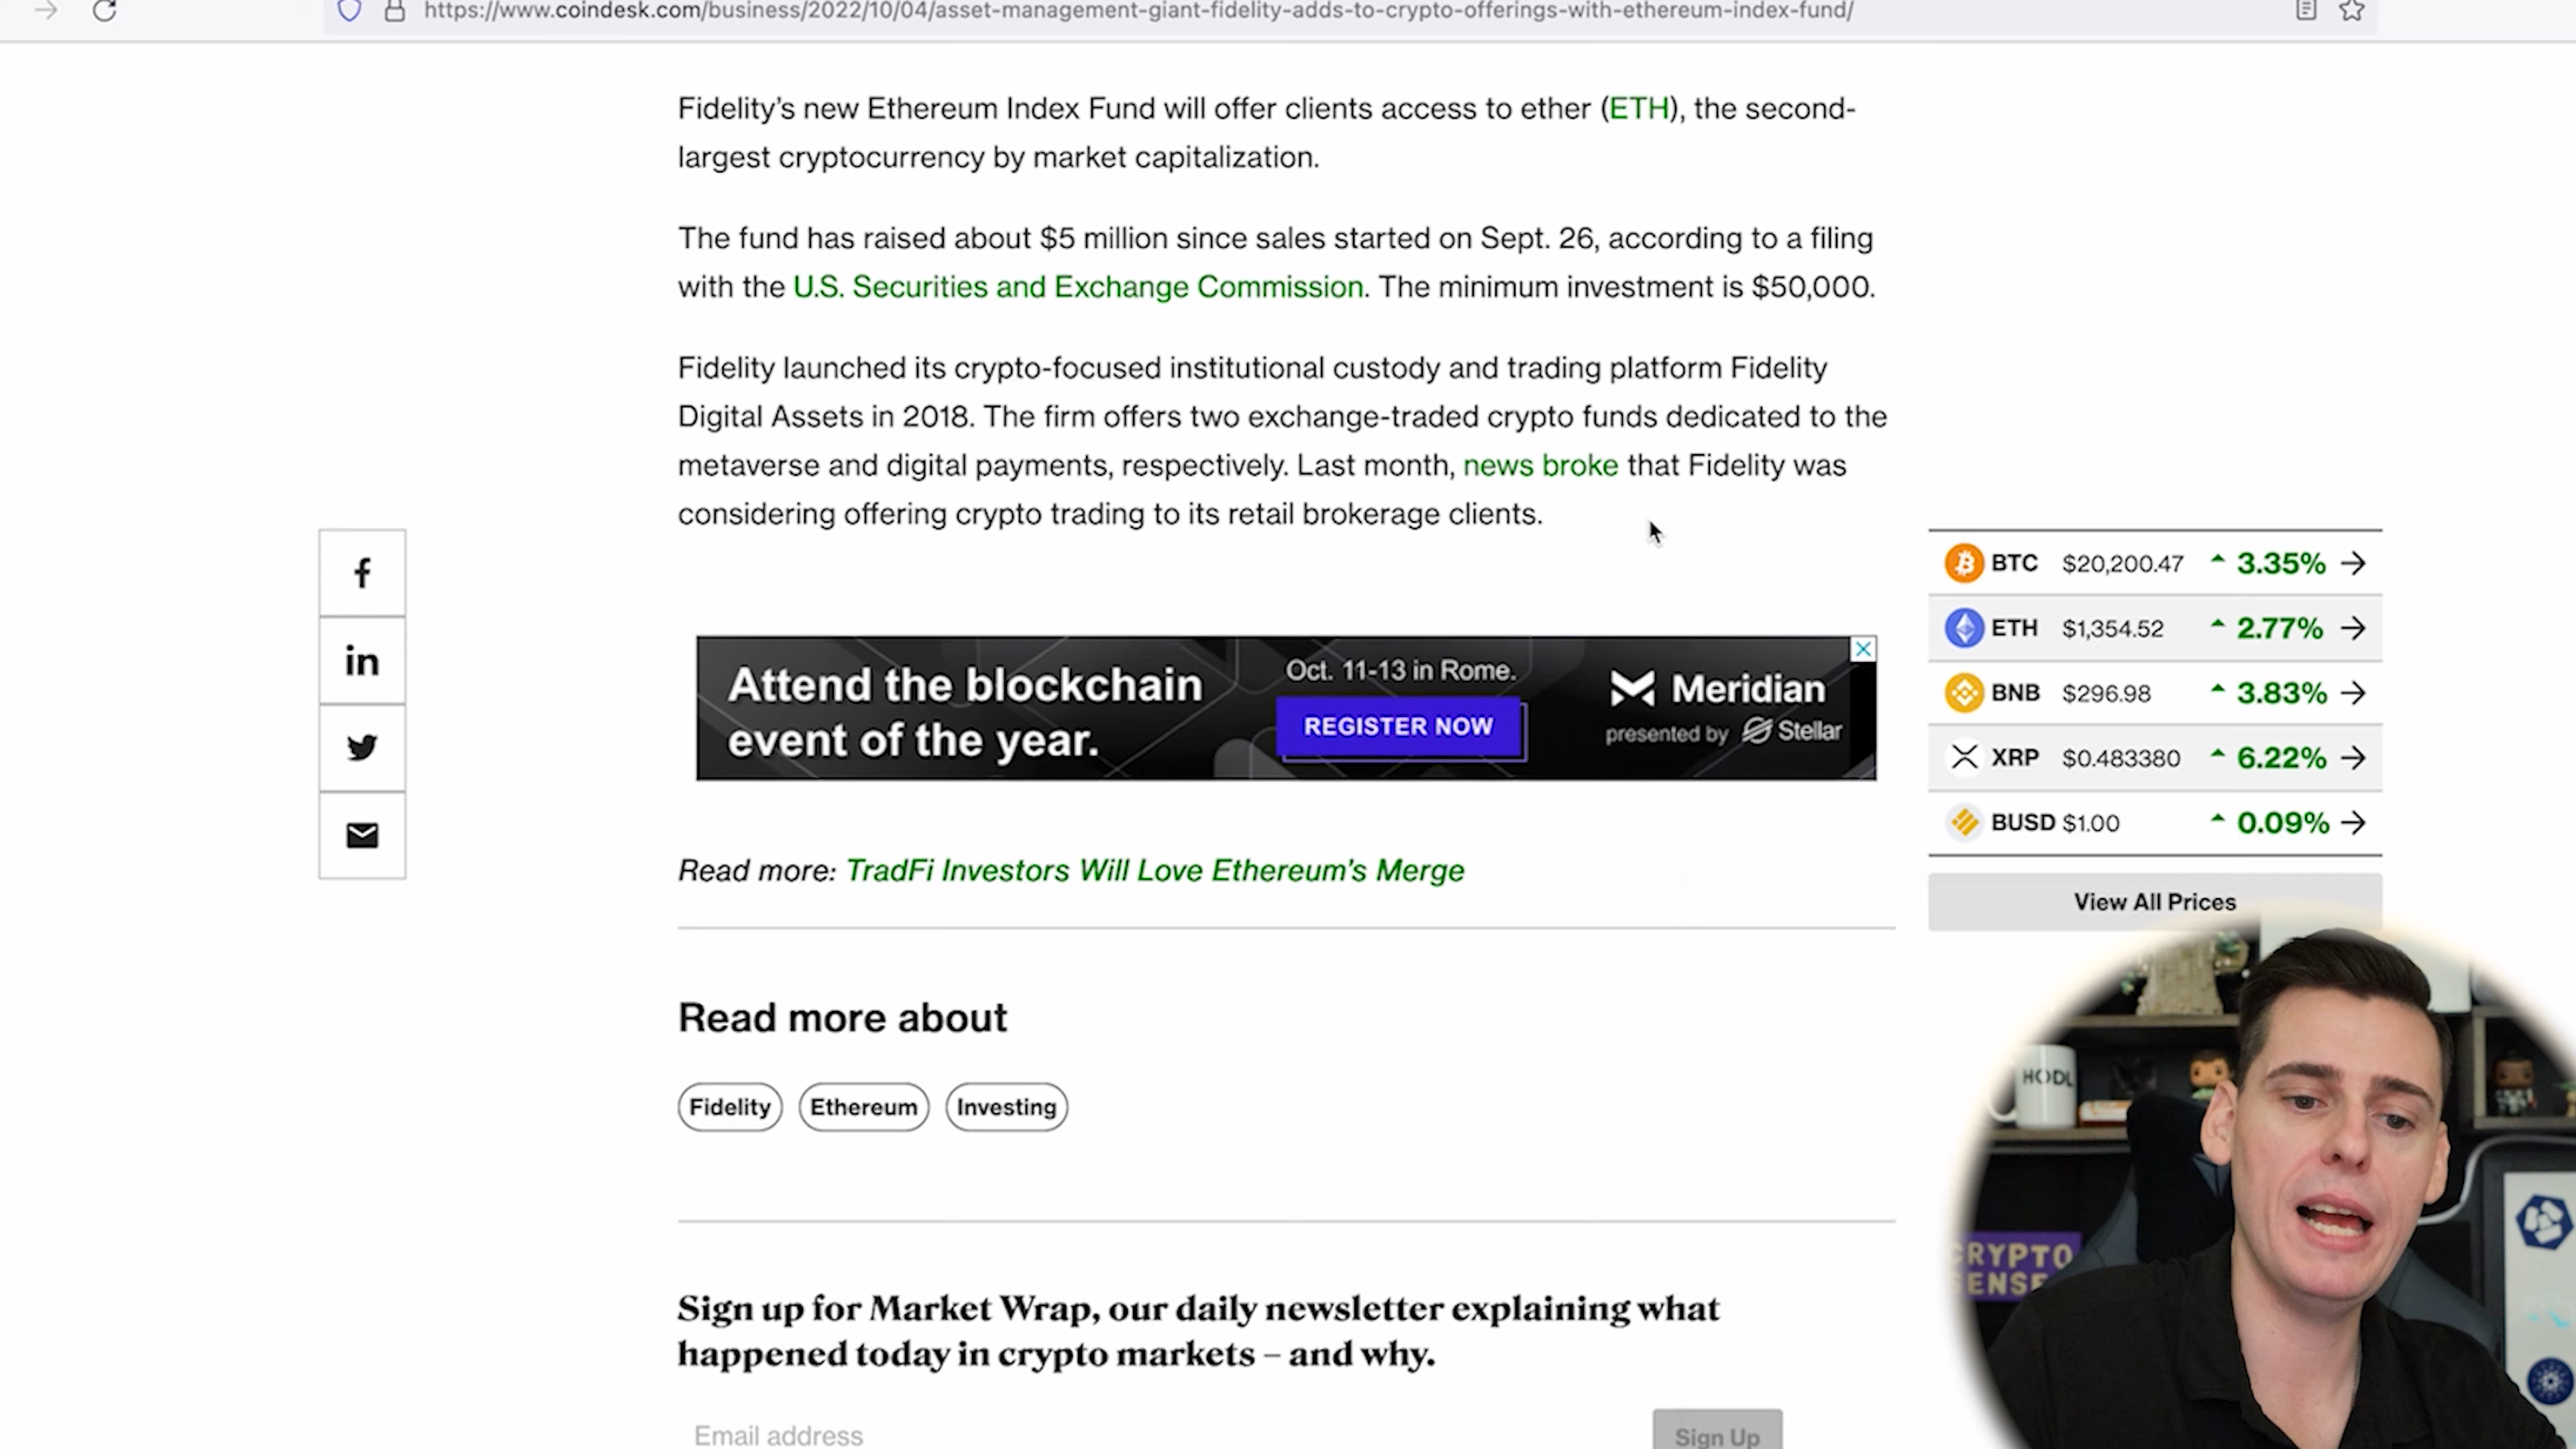 https://www.coindesk.com/business/2022/10/04/asset-management-giant-fidelity-adds-to-crypto-offerings-with-ethereum-index-fund/
Fidelity’s new Ethereum Index Fund will offer clients access to ether (ETH), the second-
largest cryptocurrency by market capitalization.
The fund has raised about $5 million since sales started on Sept. 26, according to a filing
with the U.S. Securities and Exchange Commission. The minimum investment is $50,000.
Fidelity launched its crypto-focused institutional custody and trading platform Fidelity
Digital Assets in 2018. The firm offers two exchange-traded crypto funds dedicated to the
metaverse and digital payments, respectively. Last month, news broke that Fidelity was
considering offering crypto trading to its retail brokerage clients.
f
in
BTC $20,200.47 3.35%
ETH $1,354.52 2.77%
BNB $296.98 3.83%
XRP $0.483380 6.22%
BUSD $1.00 0.09%
View All Prices
Attend the blockchain
event of the year.
Oct. 11-13 in Rome.
REGISTER NOW
Meridian
presented by Stellar
Read more: TradFi Investors Will Love Ethereum’s Merge
Read more about
Fidelity Ethereum Investing
Sign up for Market Wrap, our daily newsletter explaining what
happened today in crypto markets – and why.
Email address
Sign Up
HODL
CRYPTO
SENSE